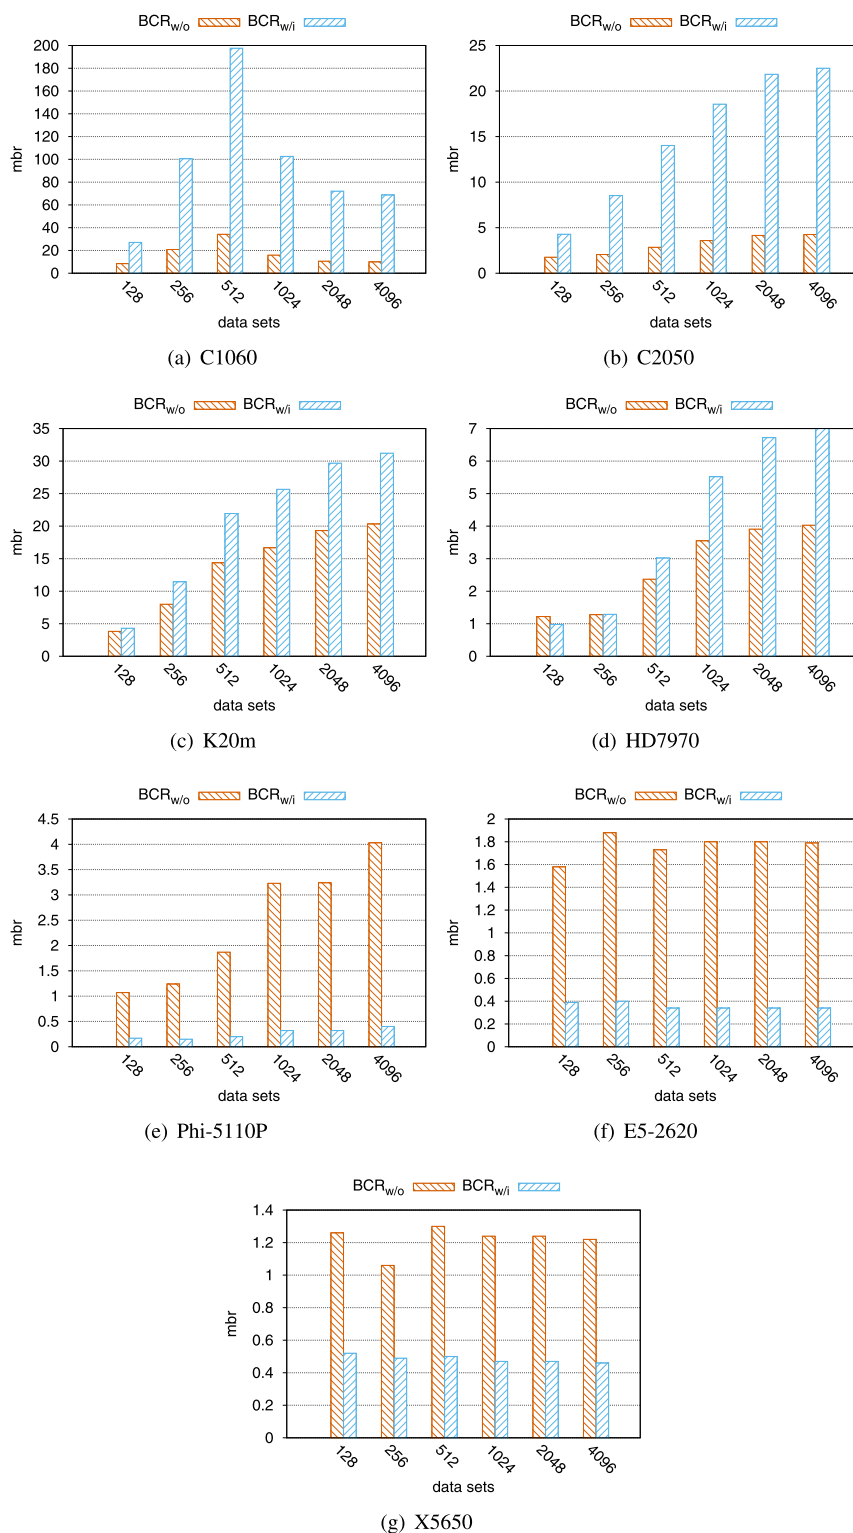 BCRw/o BCRw/i
200
180
160
140
120
100
80
60
40
20
0
mbr
128 256 512 1024 2048 4096
data sets
(a) C1060
BCRw/o BCRw/i
25
20
15
10
5
0
mbr
128 256 512 1024 2048 4096
data sets
(b) C2050
BCRw/o BCRw/i
35
30
25
20
15
10
5
0
mbr
128 256 512 1024 2048 4096
data sets
(c) K20m
BCRw/o BCRw/i
7
6
5
4
3
2
1
0
mbr
128 256 512 1024 2048 4096
data sets
(d) HD7970
BCRw/o BCRw/i
4.5
4
3.5
3
2.5
2
1.5
1
0.5
0
mbr
128 256 512 1024 2048 4096
data sets
(e) Phi-5110P
BCRw/o BCRw/i
2
1.8
1.6
1.4
1.2
1
0.8
0.6
0.4
0.2
0
mbr
128 256 512 1024 2048 4096
data sets
(f) E5-2620
BCRw/o BCRw/i
1.4
1.2
1
0.8
0.6
0.4
0.2
0
mbr
128 256 512 1024 2048 4096
data sets
(g) X5650